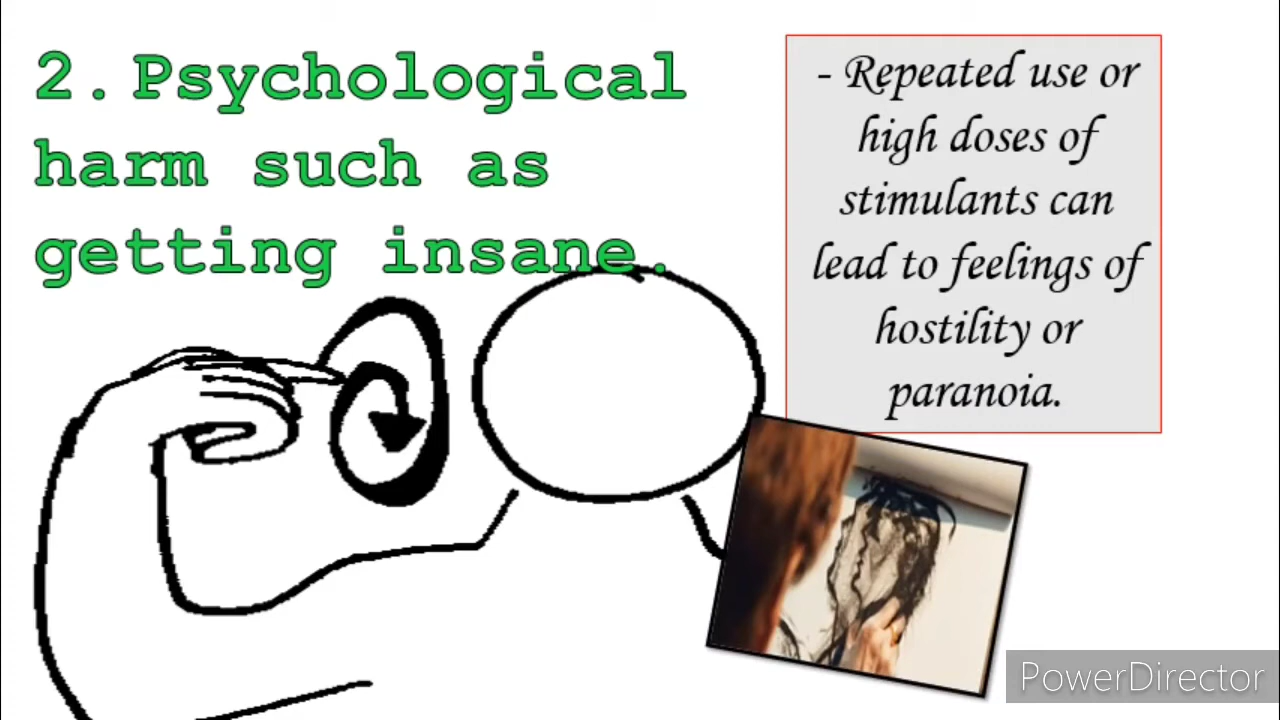 2. Psychological
harm such as
getting insane.
- Repeated use or
high doses of
stimulants can
lead to feelings of
hostility or
paranoia.
PowerDirector